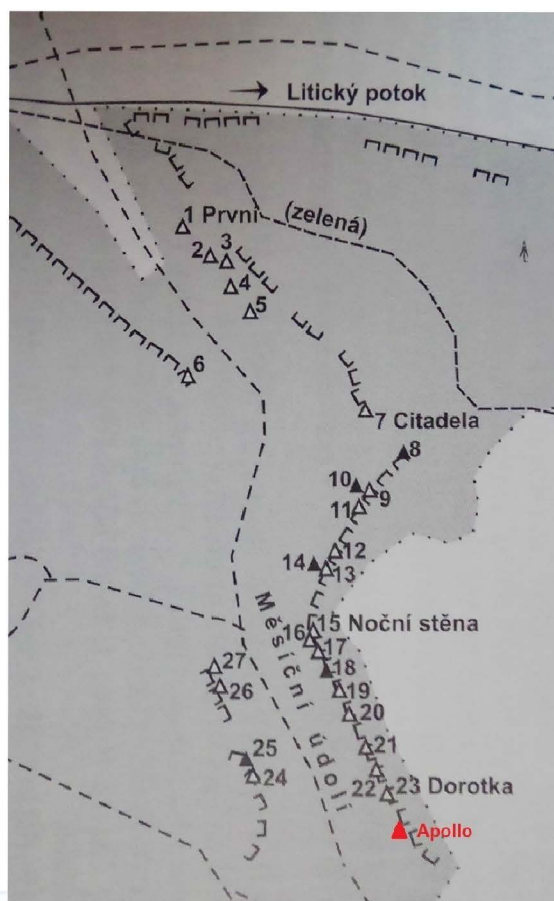 Litický potok
1 První
(zelená)
2
3
4
5
6
7 Citadela
8
10
9
11
12
14
13
15 Noční stěna
16
17
18
19
20
21
22
23 Dorotka
Apollo
27
26
25
24
Měsíční údolí